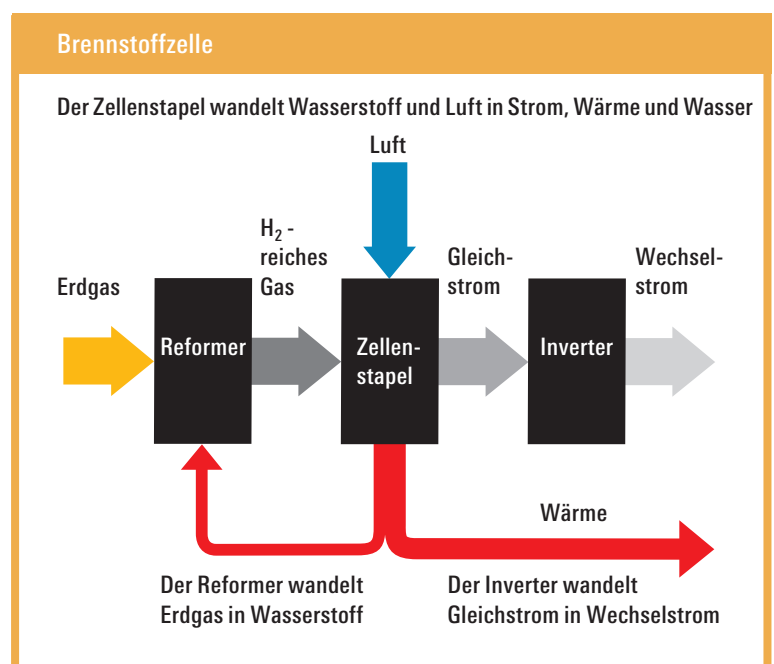 Brennstoffzelle
Der Zellenstapel wandelt Wasserstoff und Luft in Strom, Wärme und Wasser
Luft
H₂ -
reiches
Gas
Gleich-
strom
Wechsel-
strom
Erdgas
Reformer
Zellen-
stapel
Inverter
Wärme
Der Reformer wandelt
Erdgas in Wasserstoff
Der Inverter wandelt
Gleichstrom in Wechselstrom